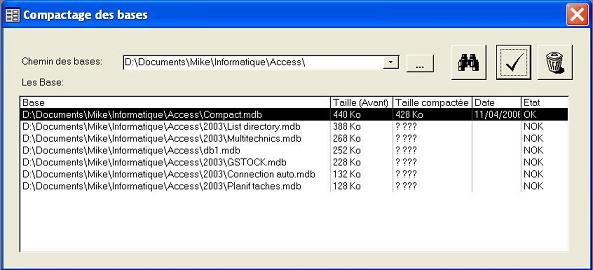 Compactage des bases
Chemin des bases: D:\Documents\Mike\Informatique\Access\ ...
Les Base:
Base Taille (Avant) Taille compactée Date Etat
D:\Documents\Mike\Informatique\Access\Compact.mdb 440 Ko 428 Ko 11/04/2006 OK
D:\Documents\Mike\Informatique\Access\2003\List directory.mdb 388 Ko ? ??? NOK
D:\Documents\Mike\Informatique\Access\2003\Multitechnics.mdb 268 Ko ? ??? NOK
D:\Documents\Mike\Informatique\Access\db1.mdb 252 Ko ? ??? NOK
D:\Documents\Mike\Informatique\Access\2003\GSTOCK.mdb 228 Ko ? ??? NOK
D:\Documents\Mike\Informatique\Access\2003\Connection auto.mdb 132 Ko ? ??? NOK
D:\Documents\Mike\Informatique\Access\2003\Planif taches.mdb 128 Ko ? ??? NOK